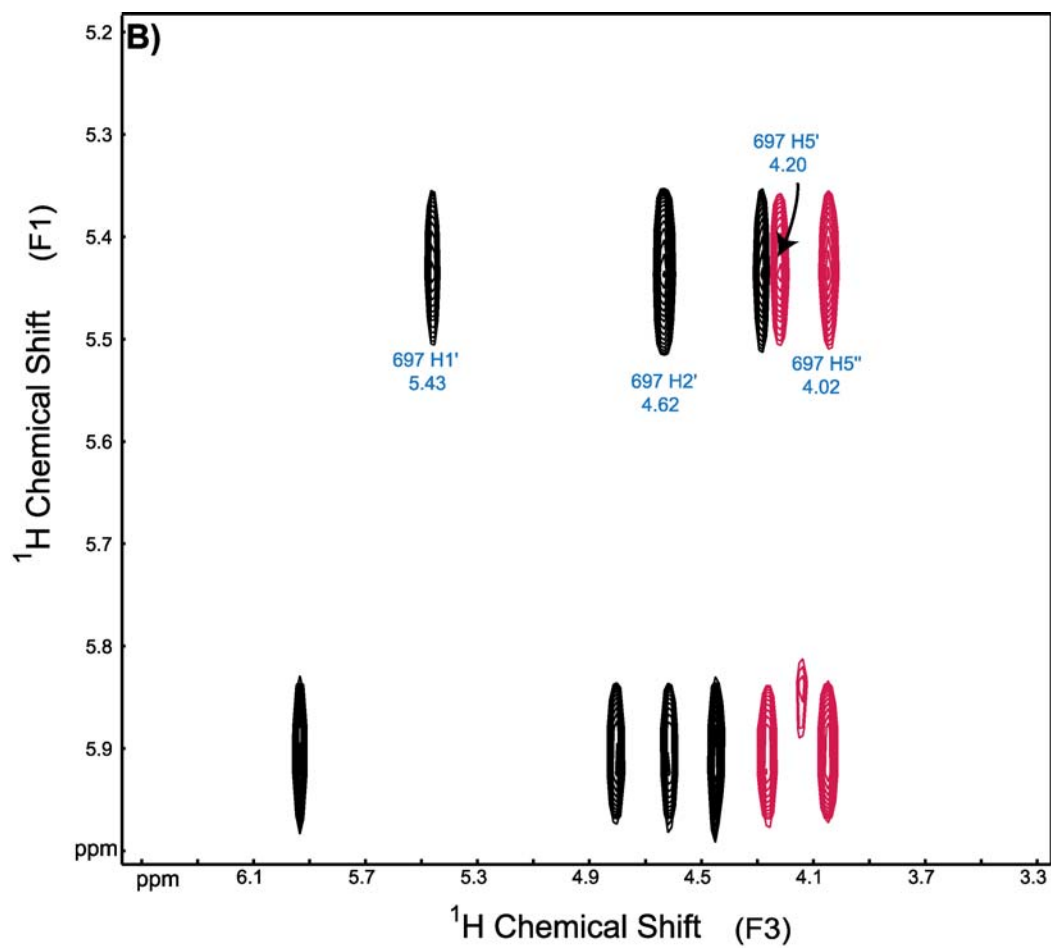 B)
5.2
5.3
5.4
5.5
5.6
5.7
5.8
5.9
ppm
¹H Chemical Shift (F1)
697 H5'
4.20
697 H1'
5.43
697 H2'
4.62
697 H5"
4.02
ppm 6.1 5.7 5.3 4.9 4.5 4.1 3.7 3.3
¹H Chemical Shift (F3)